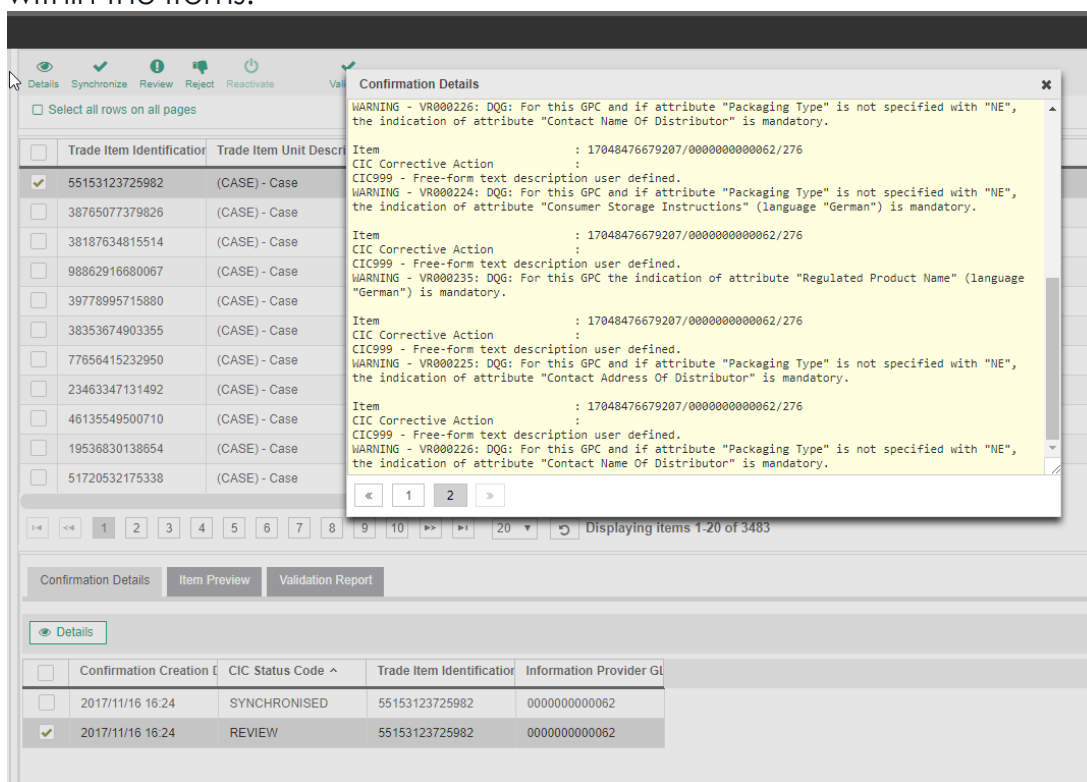 within the items.
Details Synchronize Review Reject Reactivate
Select all rows on all pages
Trade Item Identification Trade Item Unit Descri
55153123725982 (CASE) - Case
38765077379826 (CASE) - Case
38187634815514 (CASE) - Case
98862916680067 (CASE) - Case
39778995715880 (CASE) - Case
38353674903355 (CASE) - Case
77656415232950 (CASE) - Case
23463347131492 (CASE) - Case
46135549500710 (CASE) - Case
19536830138654 (CASE) - Case
51720532175338 (CASE) - Case
Confirmation Details
WARNING - VR000226: DQG: For this GPC and if attribute "Packaging Type" is not specified with "NE",
the indication of attribute "Contact Name Of Distributor" is mandatory.
Item : 17048476679207/0000000000062/276
CIC Corrective Action :
CIC999 - Free-form text description user defined.
WARNING - VR000224: DQG: For this GPC and if attribute "Packaging Type" is not specified with "NE",
the indication of attribute "Consumer Storage Instructions" (language "German") is mandatory.
Item : 17048476679207/0000000000062/276
CIC Corrective Action :
CIC999 - Free-form text description user defined.
WARNING - VR000235: DQG: For this GPC the indication of attribute "Regulated Product Name" (language
"German") is mandatory.
Item : 17048476679207/0000000000062/276
CIC Corrective Action :
CIC999 - Free-form text description user defined.
WARNING - VR000225: DQG: For this GPC and if attribute "Packaging Type" is not specified with "NE",
the indication of attribute "Contact Address Of Distributor" is mandatory.
Item : 17048476679207/0000000000062/276
CIC Corrective Action :
CIC999 - Free-form text description user defined.
WARNING - VR000226: DQG: For this GPC and if attribute "Packaging Type" is not specified with "NE",
the indication of attribute "Contact Name Of Distributor" is mandatory.
« 1 2 »
1 2 3 4 5 6 7 8 9 10 20 Displaying items 1-20 of 3483
Confirmation Details Item Preview Validation Report
Details
Confirmation Creation D CIC Status Code Trade Item Identification Information Provider GL
2017/11/16 16:24 SYNCHRONISED 55153123725982 0000000000062
2017/11/16 16:24 REVIEW 55153123725982 0000000000062